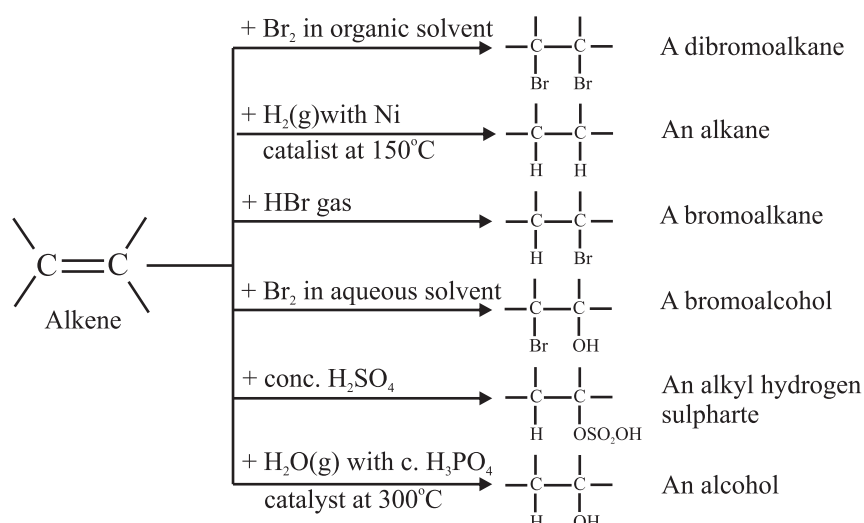 + Br₂ in organic solvent
C C
Br Br
A dibromoalkane
+ H₂(g)with Ni
catalist at 150°C
C C
H H
An alkane
+ HBr gas
C C
H Br
A bromoalkane
C=C
Alkene
+ Br₂ in aqueous solvent
C C
Br OH
A bromoalcohol
+ conc. H₂SO₄
C C
H OSO₂OH
An alkyl hydrogen
sulpharte
+ H₂O(g) with c. H₃PO₄
catalyst at 300°C
C C
H OH
An alcohol